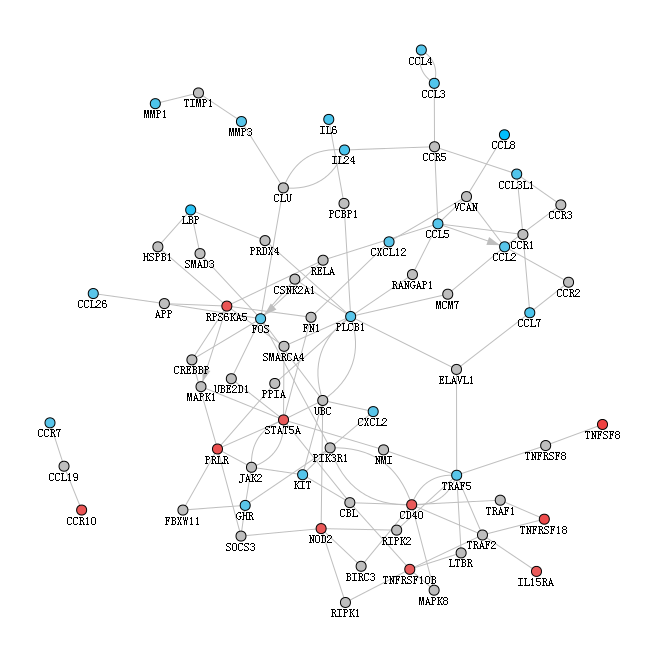 CCL4
CCL3
MMP1
TIMP1
MMP3
IL6
IL24
CCR5
CCL8
CCL3L1
CLU
PCBP1
VCAN
CCR3
LBP
CCL5
CCR1
HSPB1
SMAD3
PRDX4
CXCL12
CCL2
RELA
CSNK2A1
RANGAP1
MCM7
CCR2
CCL26
APP
RPS6KA5
FOS
FN1
PLCB1
CCL7
SMARCA4
CREBBP
ELAVL1
MAPK1
UBE2D1
PPIA
UBC
CXCL2
CCR7
STAT5A
TNFSF8
PRLR
PIK3R1
NMI
TNFRSF8
CCL19
JAK2
KIT
TRAF5
CCR10
FBXW11
GHR
CBL
CD40
TRAF1
TNFRSF18
SOCS3
NOD2
RIPK2
TRAF2
LTBR
BIRC3
TNFRSF10B
IL15RA
RIPK1
MAPK8